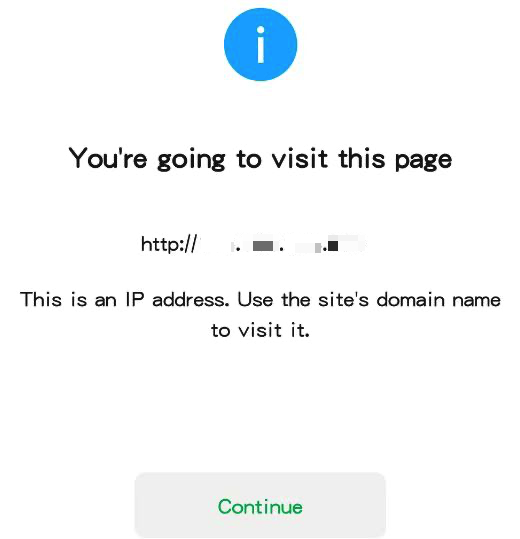 You're going to visit this page
http://
This is an IP address. Use the site's domain name
to visit it.
Continue